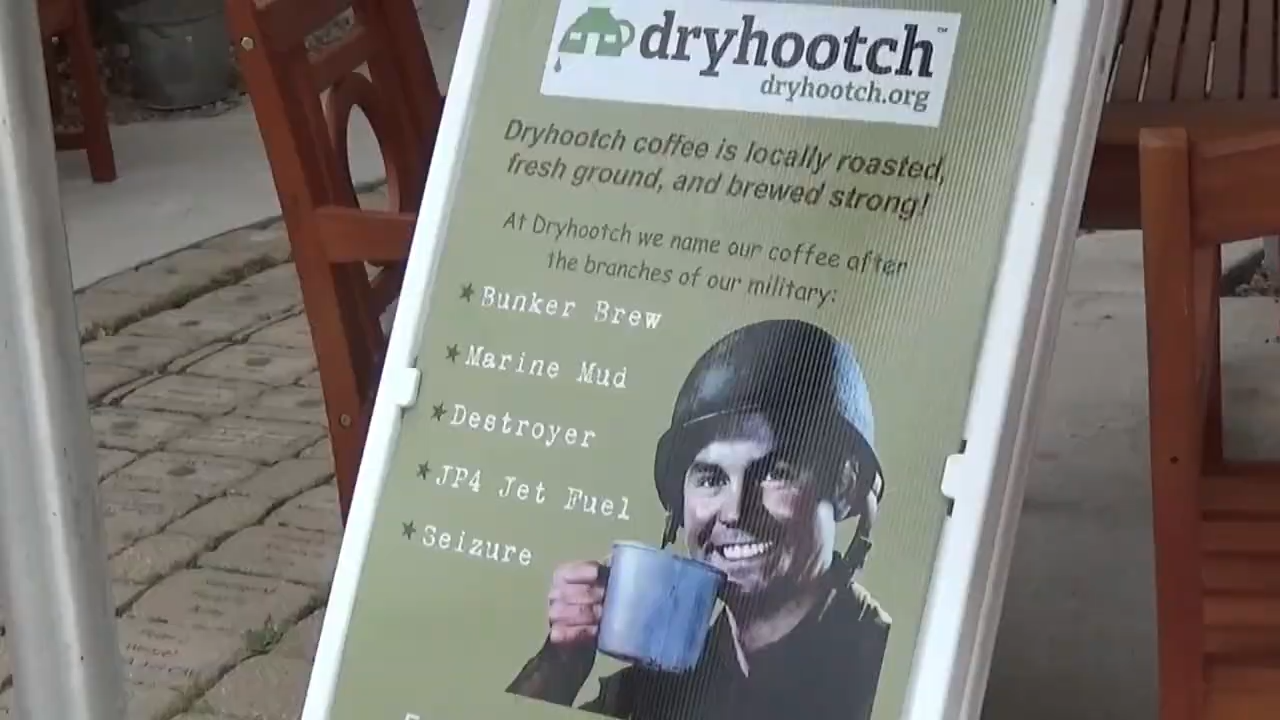 dryhootch™
dryhootch.org
Dryhootch coffee is locally roasted,
fresh ground, and brewed strong!
At Dryhootch we name our coffee after
the branches of our military:
★ Bunker Brew
★ Marine Mud
★ Destroyer
★ JP4 Jet Fuel
★ Seizure